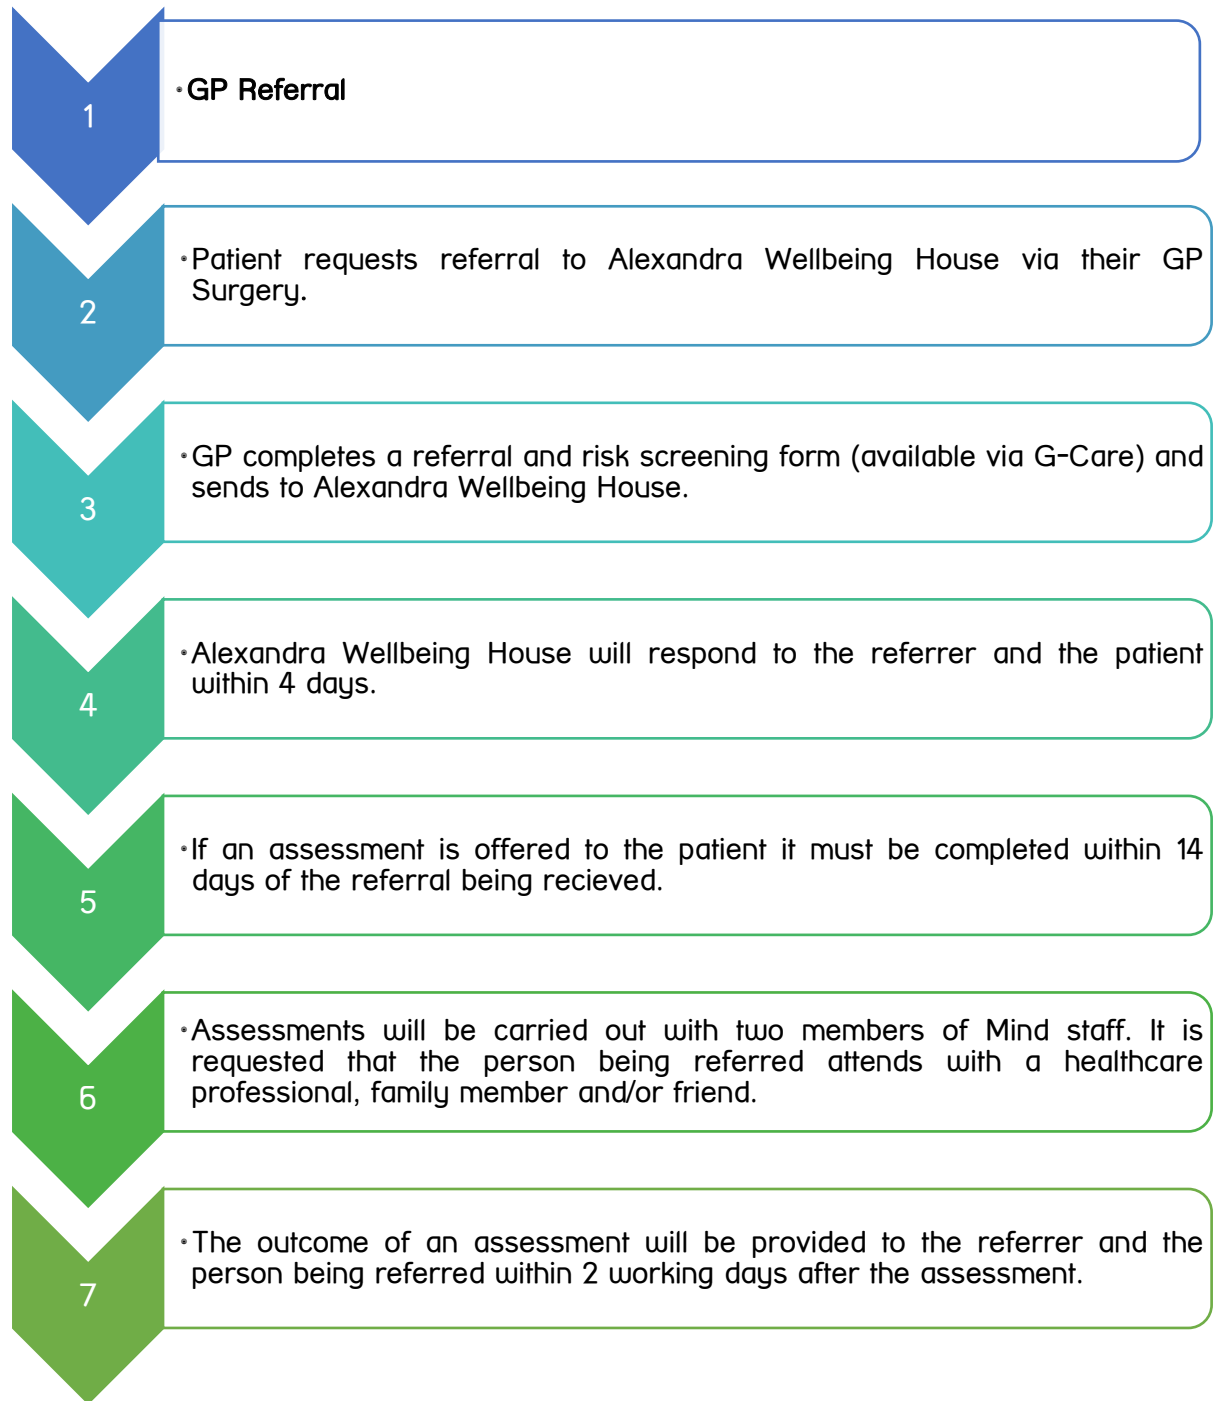 1
GP Referral
2
Patient requests referral to Alexandra Wellbeing House via their GP
Surgery.
3
GP completes a referral and risk screening form (available via G-Care) and
sends to Alexandra Wellbeing House.
4
Alexandra Wellbeing House will respond to the referrer and the patient
within 4 days.
5
If an assessment is offered to the patient it must be completed within 14
days of the referral being recieved.
6
Assessments will be carried out with two members of Mind staff. It is
requested that the person being referred attends with a healthcare
professional, family member and/or friend.
7
The outcome of an assessment will be provided to the referrer and the
person being referred within 2 working days after the assessment.